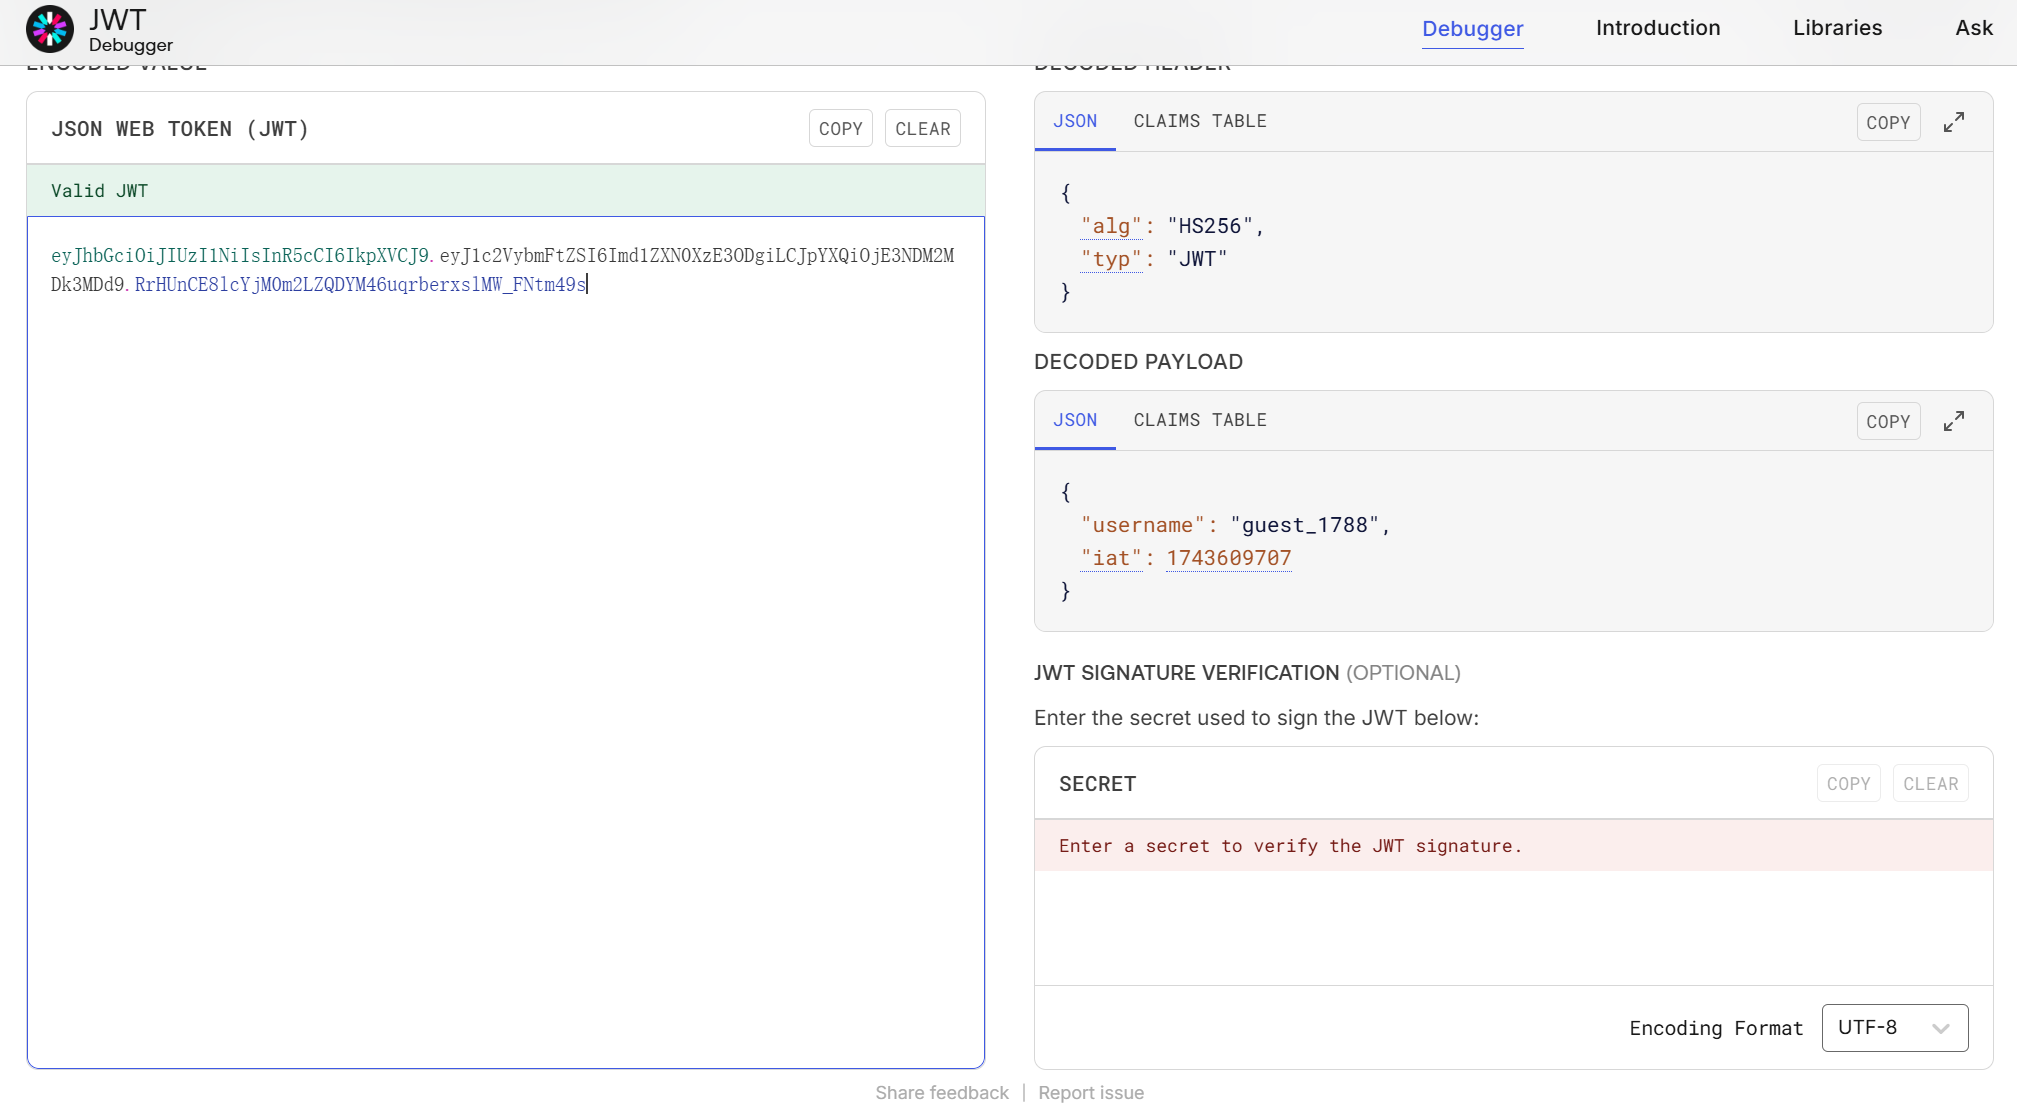 JWT
Debugger
Debugger
Introduction
Libraries
Ask
ENCODED VALUE
JSON WEB TOKEN (JWT)
COPY
CLEAR
Valid JWT
eyJhbGciOiJIUzI1NiIsInR5cCI6IkpXVCJ9.eyJ1c2VybmFtZSI6Imd1ZXN0XzE3ODgiLCJpYXQiOjE3NDM2M
Dk3MDd9.RrHUnCE8lcYjM0m2LZQDYM46uqrberxslMW_FNtm49s
DECODED HEADER
JSON
CLAIMS TABLE
COPY
{
"alg": "HS256",
"typ": "JWT"
}
DECODED PAYLOAD
JSON
CLAIMS TABLE
COPY
{
"username": "guest_1788",
"iat": 1743609707
}
JWT SIGNATURE VERIFICATION (OPTIONAL)
Enter the secret used to sign the JWT below:
SECRET
COPY
CLEAR
Enter a secret to verify the JWT signature.
Encoding Format
UTF-8
Share feedback | Report issue